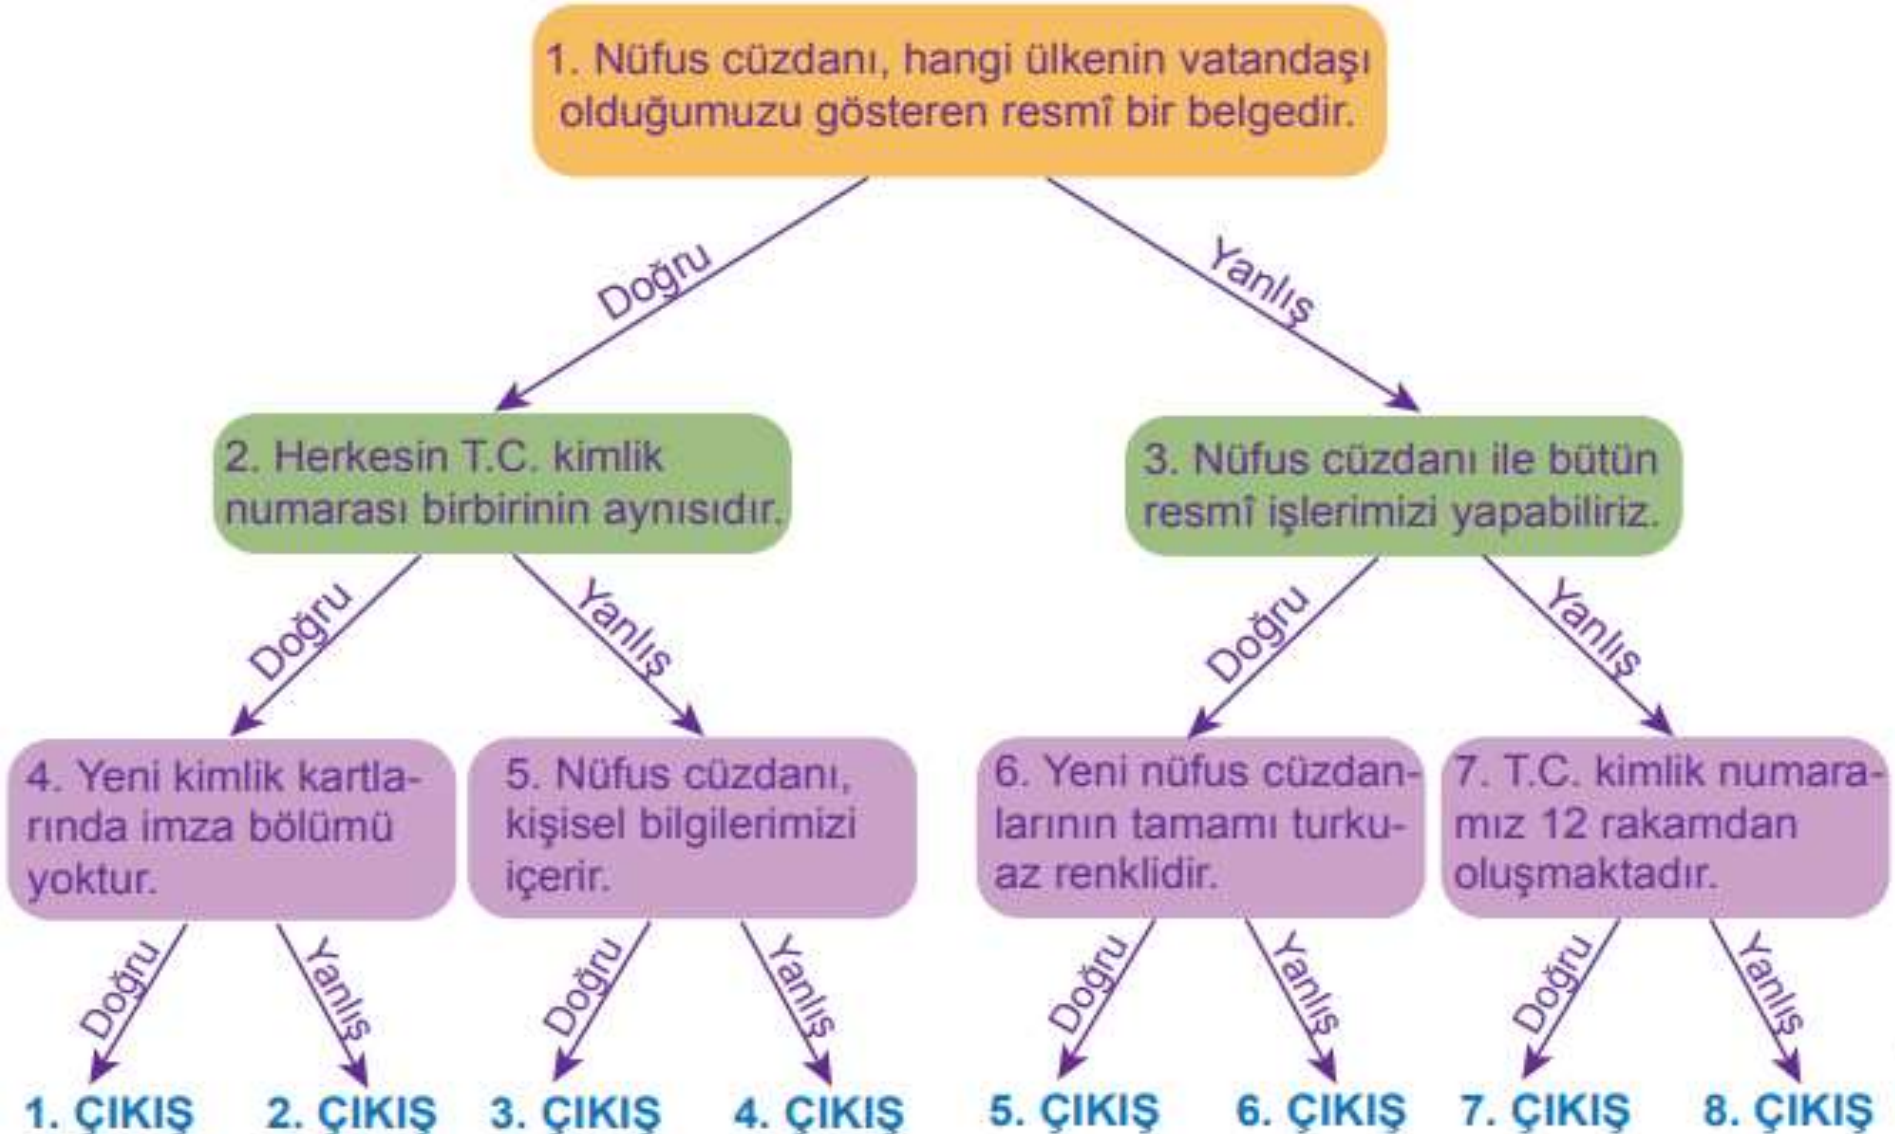 1. Nüfus cüzdanı, hangi ülkenin vatandaşı
olduğumuzu gösteren resmî bir belgedir.
Doğru
Yanlış
2. Herkesin T.C. kimlik
numarası birbirinin aynısıdır.
3. Nüfus cüzdanı ile bütün
resmî işlerimizi yapabiliriz.
Doğru
Yanlış
Doğru
Yanlış
4. Yeni kimlik kartla-
rında imza bölümü
yoktur.
5. Nüfus cüzdanı,
kişisel bilgilerimizi
içerir.
6. Yeni nüfus cüzdan-
larının tamamı turku-
az renklidir.
7. T.C. kimlik numara-
mız 12 rakamdan
oluşmaktadır.
Doğru
Yanlış
Doğru
Yanlış
Doğru
Yanlış
Doğru
Yanlış
1. ÇIKIŞ
2. ÇIKIŞ
3. ÇIKIŞ
4. ÇIKIŞ
5. ÇIKIŞ
6. ÇIKIŞ
7. ÇIKIŞ
8. ÇIKIŞ